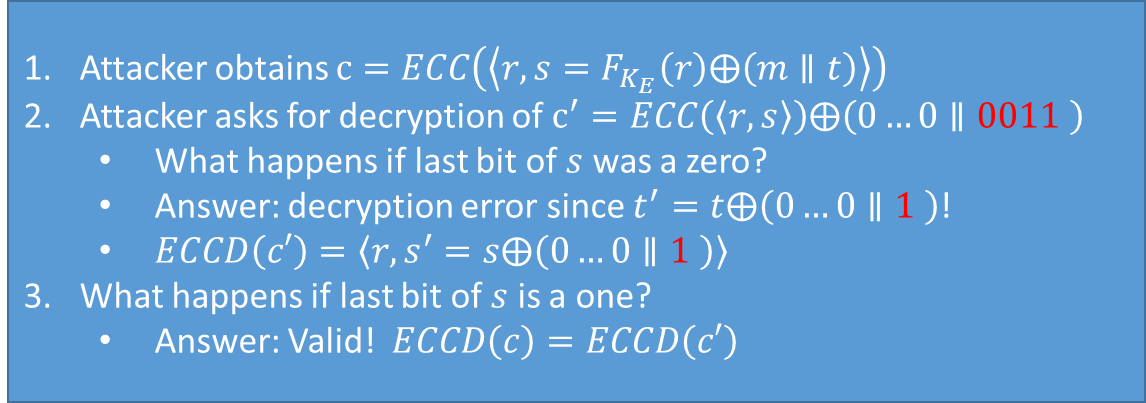 1. Attacker obtains c = ECC(⟨r, s = F_{K_E}(r)⊕(m ∥ t)⟩)
2. Attacker asks for decryption of c′ = ECC(⟨r, s⟩)⊕(0 … 0 ∥ 0011 )
• What happens if last bit of s was a zero?
• Answer: decryption error since t′ = t⊕(0 … 0 ∥ 1 )!
• ECCD(c′) = ⟨r, s′ = s⊕(0 … 0 ∥ 1 )⟩
3. What happens if last bit of s is a one?
• Answer: Valid! ECCD(c) = ECCD(c′)